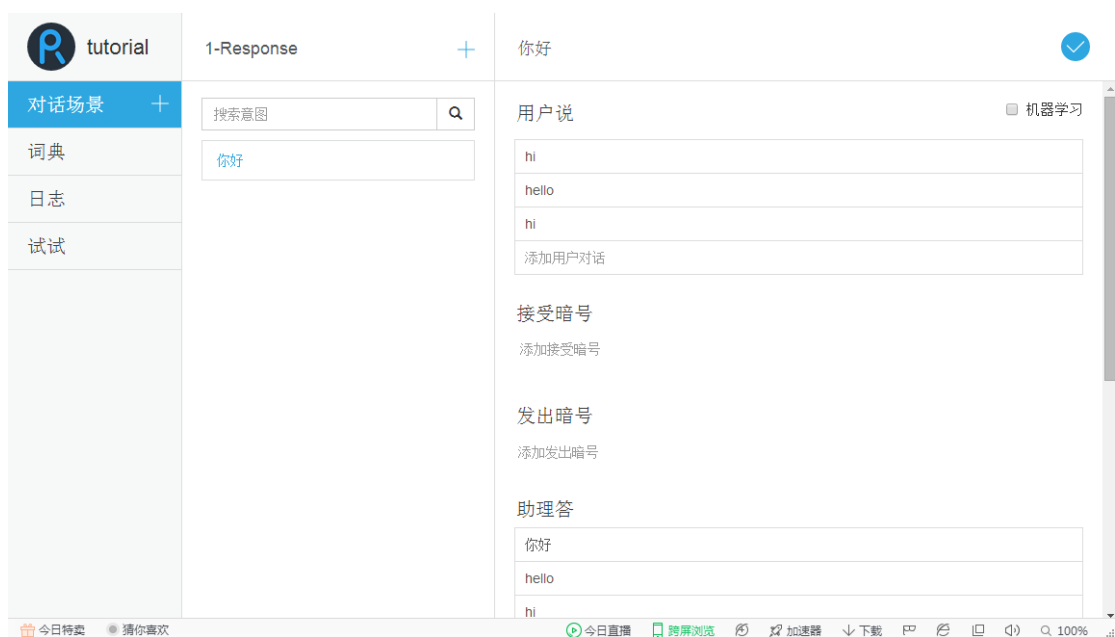 tutorial
1-Response
你好
对话场景
词典
日志
试试
搜索意图
你好
用户说
机器学习
hi
hello
hi
添加用户对话
接受暗号
添加接受暗号
发出暗号
添加发出暗号
助理答
你好
hello
hi
今日特卖 猜你喜欢 今日直播 跨屏浏览 加速器 下载 100%